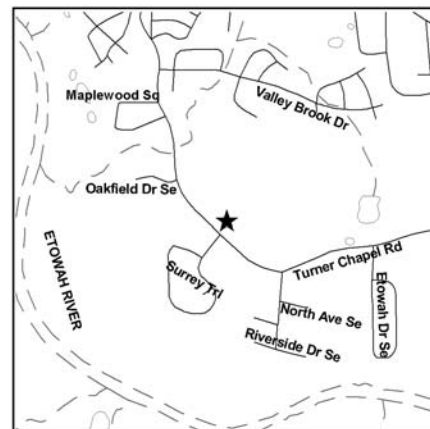 Maplewood Sq
Valley Brook Dr
Oakfield Dr Se
ETOWAH RIVER
Surrey Trl
Turner Chapel Rd
Etowah Dr Se
North Ave Se
Riverside Dr Se